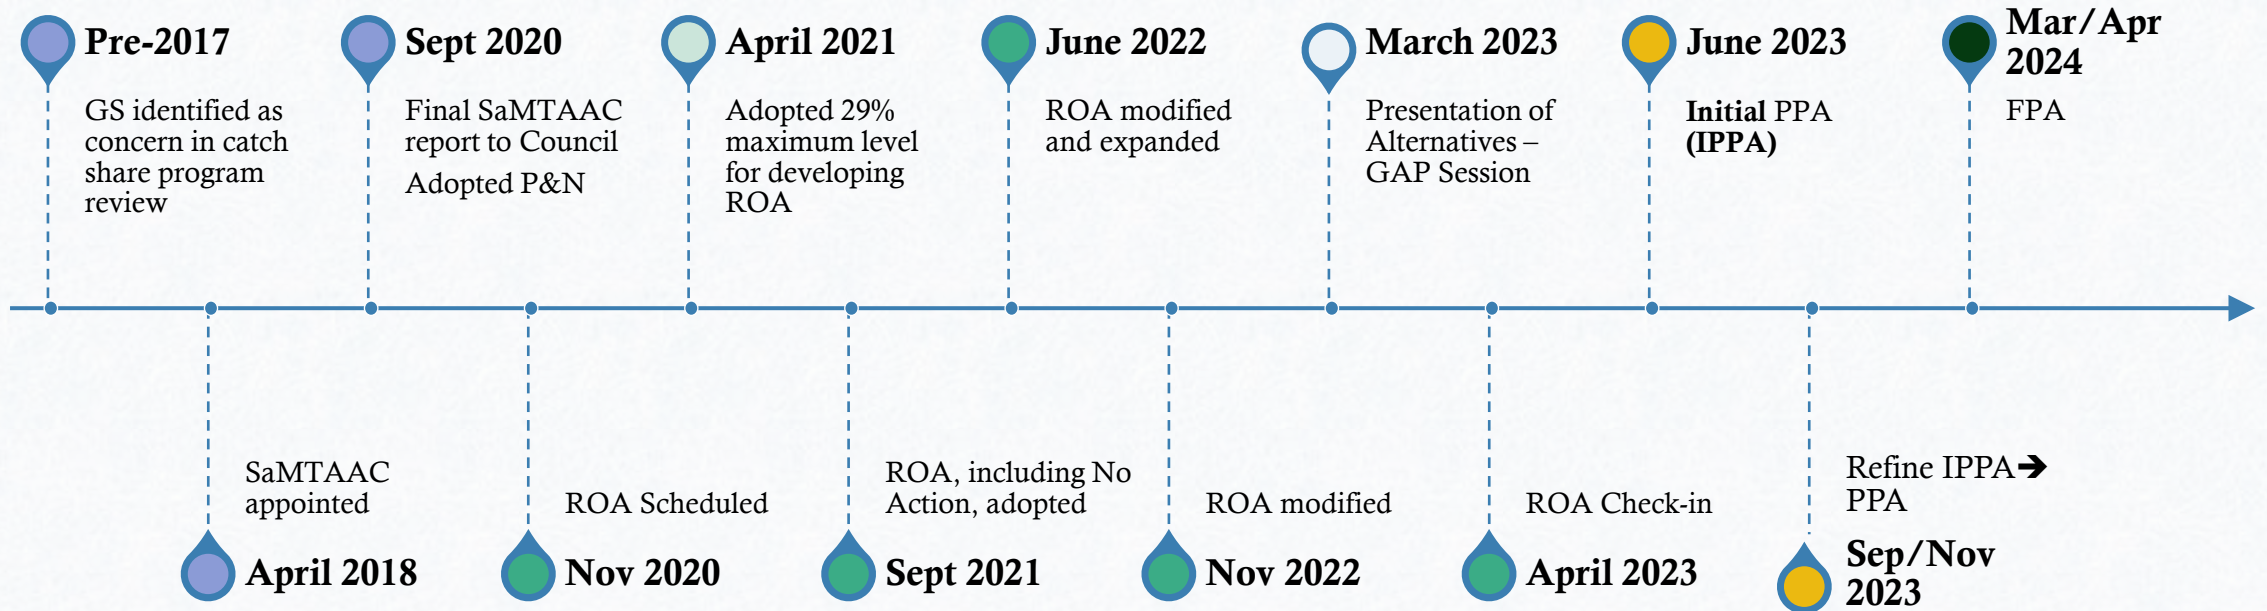 Pre-2017
GS identified as
concern in catch
share program
review
April 2018
SaMTAAC
appointed
Sept 2020
Final SaMTAAC
report to Council
Adopted P&N
Nov 2020
ROA Scheduled
April 2021
Adopted 29%
maximum level
for developing
ROA
Sept 2021
ROA, including No
Action, adopted
June 2022
ROA modified
and expanded
Nov 2022
ROA modified
March 2023
Presentation of
Alternatives –
GAP Session
April 2023
ROA Check-in
June 2023
Initial PPA
(IPPA)
Sep/Nov
2023
Refine IPPA➔
PPA
Mar/Apr
2024
FPA